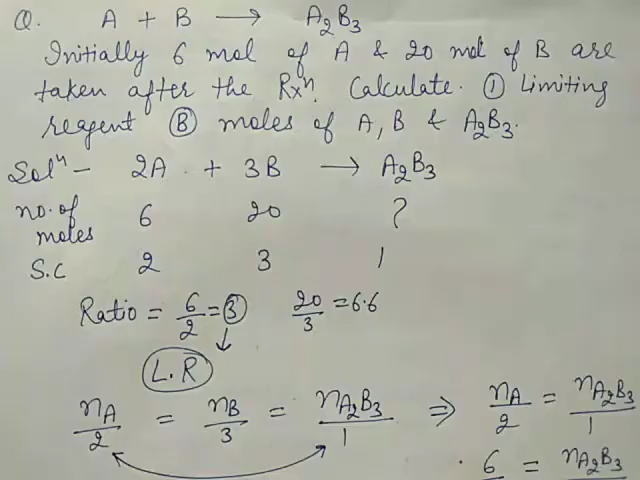 Q. A + B ⟶ A₂B₃
Initially 6 mol of A & 20 mol of B are
taken after the Rxⁿ. Calculate. ① Limiting
reagent Ⓑ moles of A, B & A₂B₃.
Solⁿ - 2A + 3B ⟶ A₂B₃
no. of moles 6 20 ?
S.C 2 3 1
Ratio = 6/2 = 3 20/3 = 6.6
L.R
nA/2 = nB/3 = nA₂B₃/1 ⇒ nA/2 = nA₂B₃/1
6 = nA₂B₃